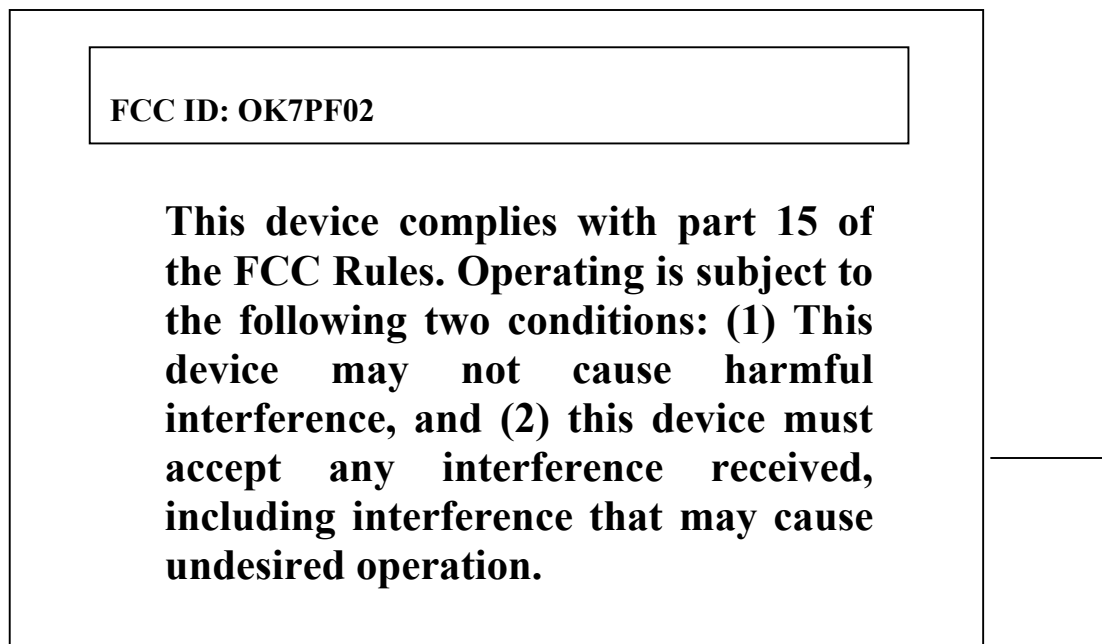 FCC ID: OK7PF02
This device complies with part 15 of
the FCC Rules. Operating is subject to
the following two conditions: (1) This
device may not cause harmful
interference, and (2) this device must
accept any interference received,
including interference that may cause
undesired operation.